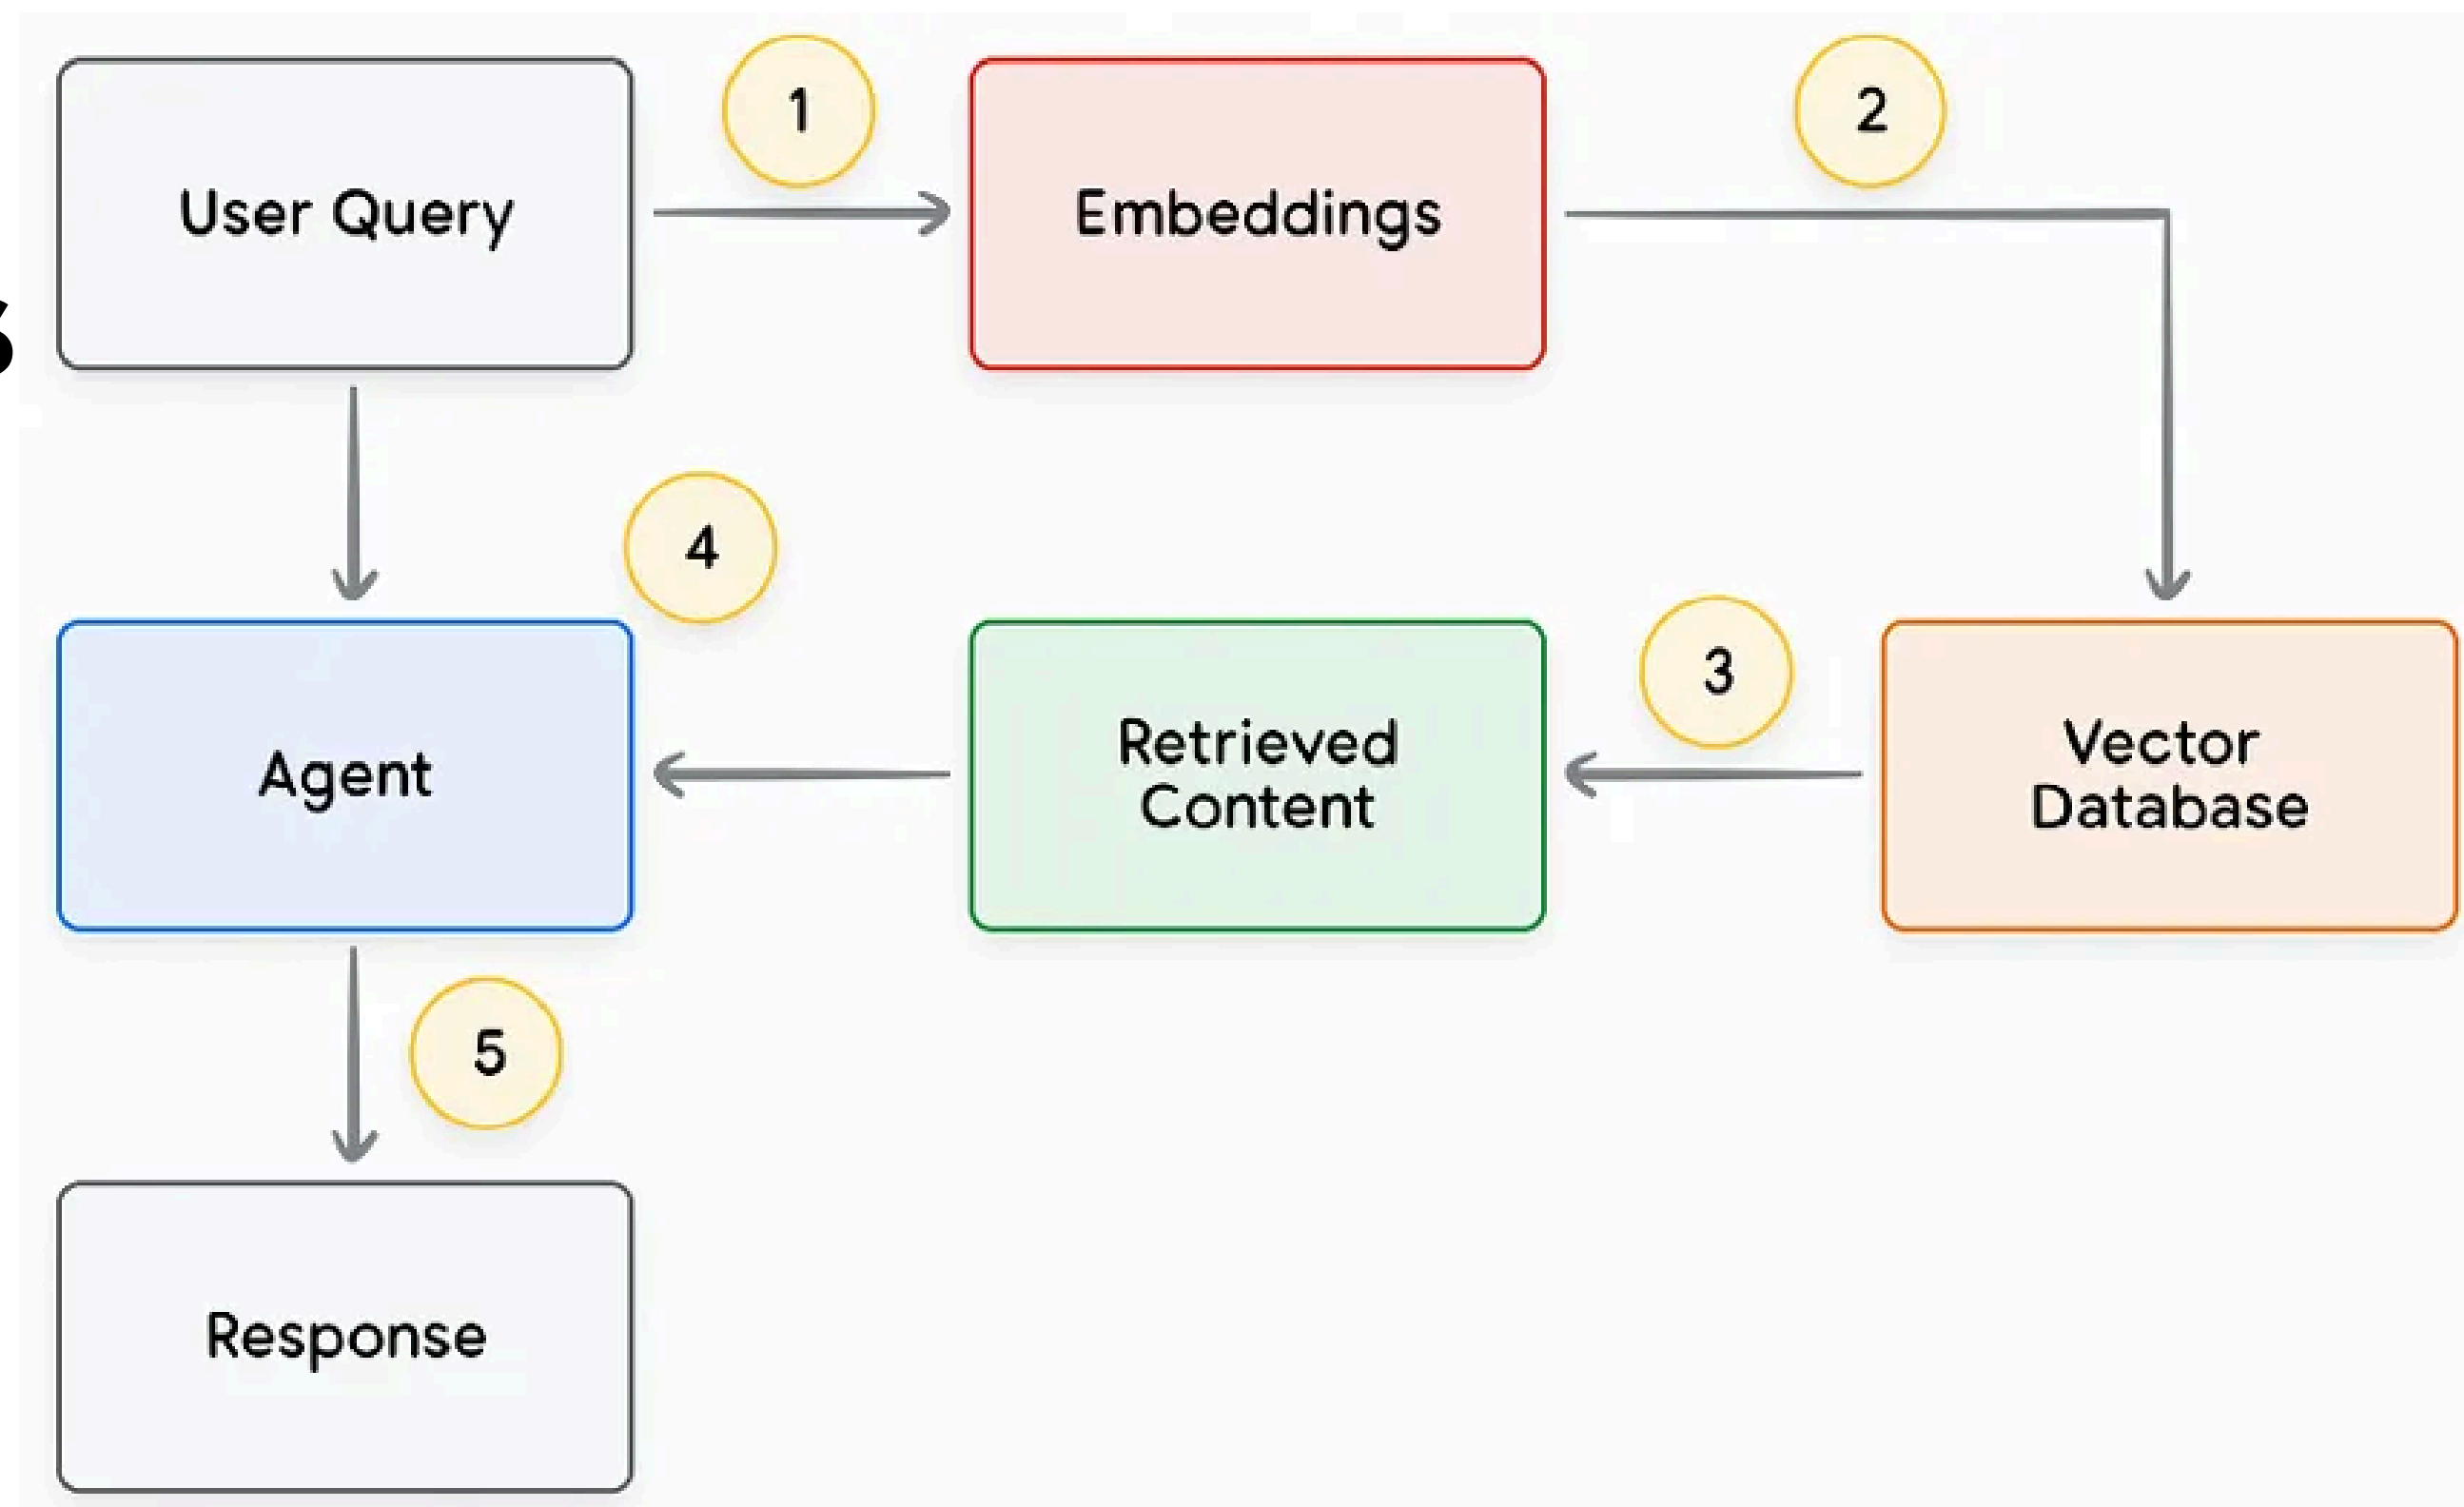 1
2
User Query
Embeddings
4
3
Agent
Retrieved
Content
Vector
Database
5
Response